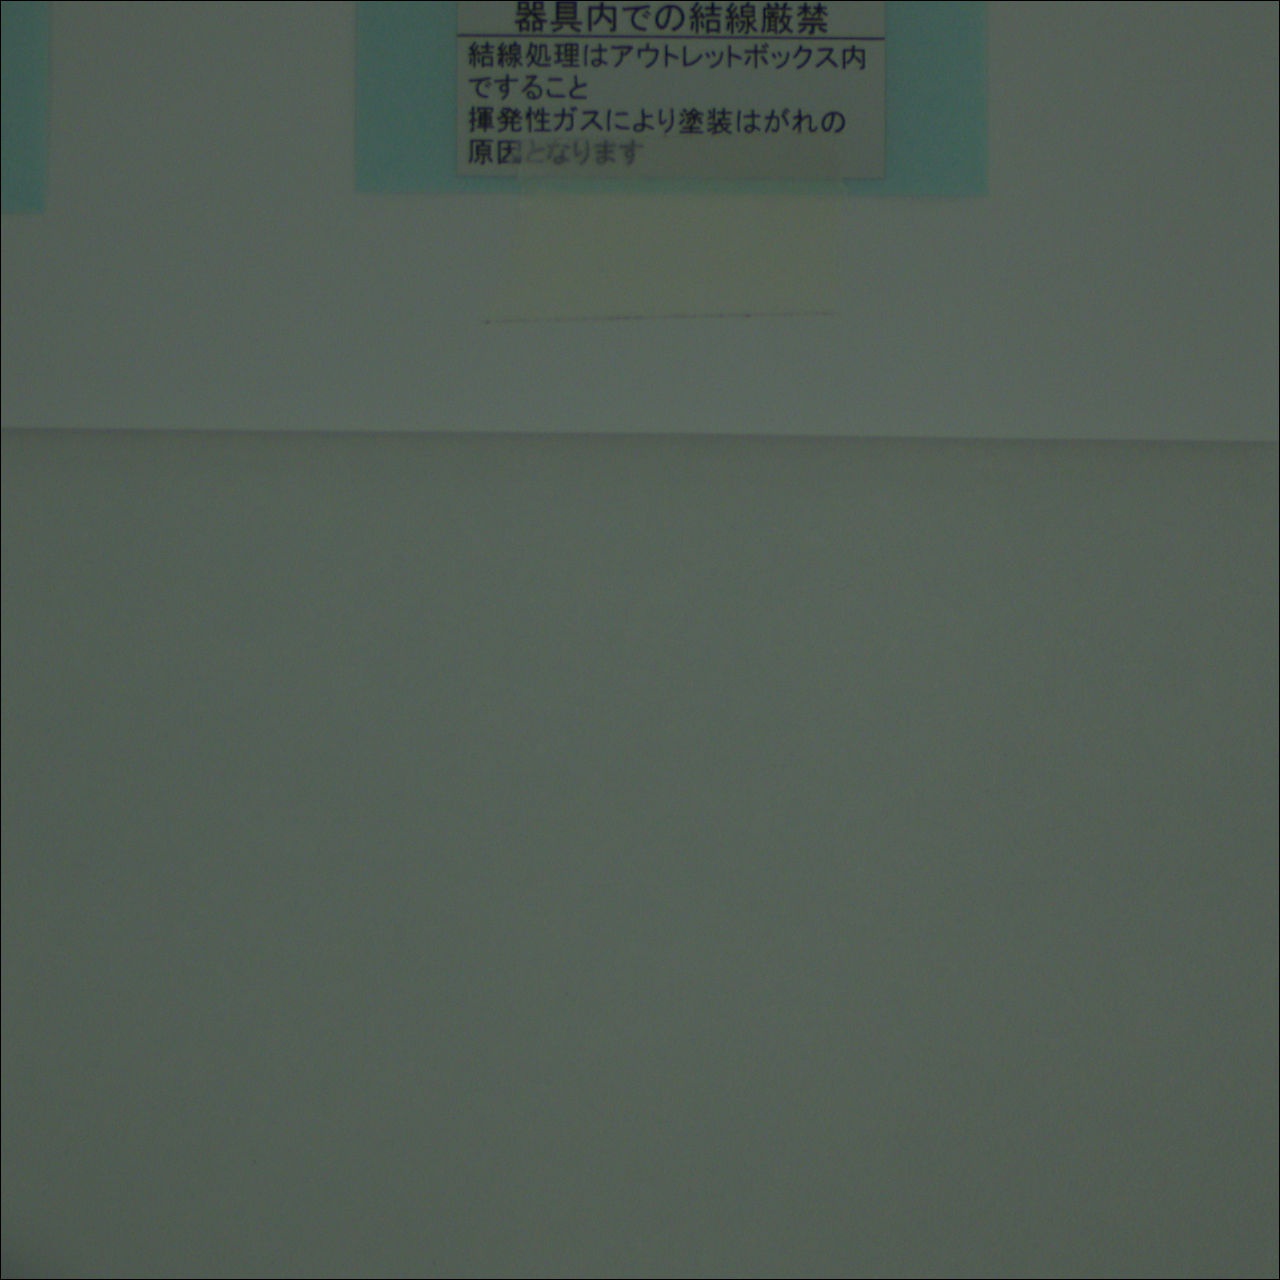 器具内での結線厳禁
結線処理はアウトレットボックス内
ですること
揮発性ガスにより塗装はがれの
原因となります